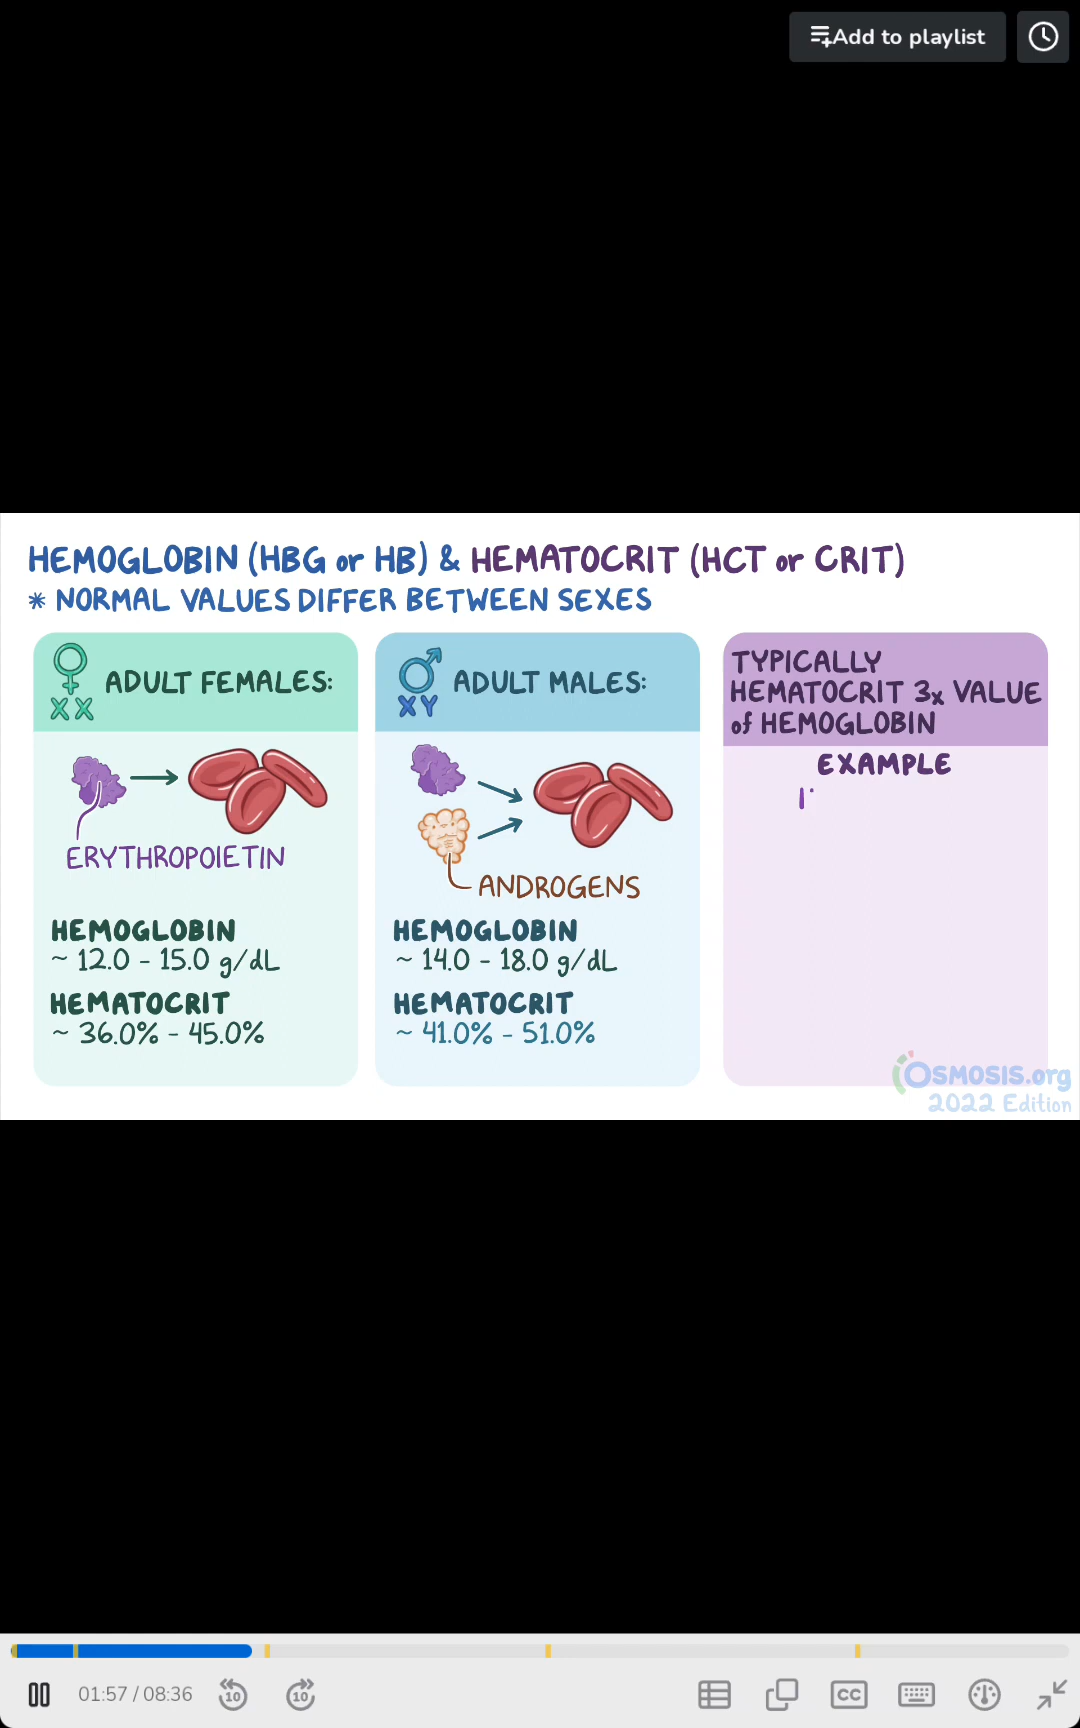 Add to playlist
HEMOGLOBIN (HBG or HB) & HEMATOCRIT (HCT or CRIT)
* NORMAL VALUES DIFFER BETWEEN SEXES
XX
ADULT FEMALES:
ERYTHROPOIETIN
HEMOGLOBIN
~ 12.0 - 15.0 g/dL
HEMATOCRIT
~ 36.0% - 45.0%
XY
ADULT MALES:
ANDROGENS
HEMOGLOBIN
~ 14.0 - 18.0 g/dL
HEMATOCRIT
~ 41.0% - 51.0%
TYPICALLY
HEMATOCRIT 3x VALUE
of HEMOGLOBIN
EXAMPLE
OSMOSIS.org
2022 Edition
01:57 / 08:36
10
10
CC